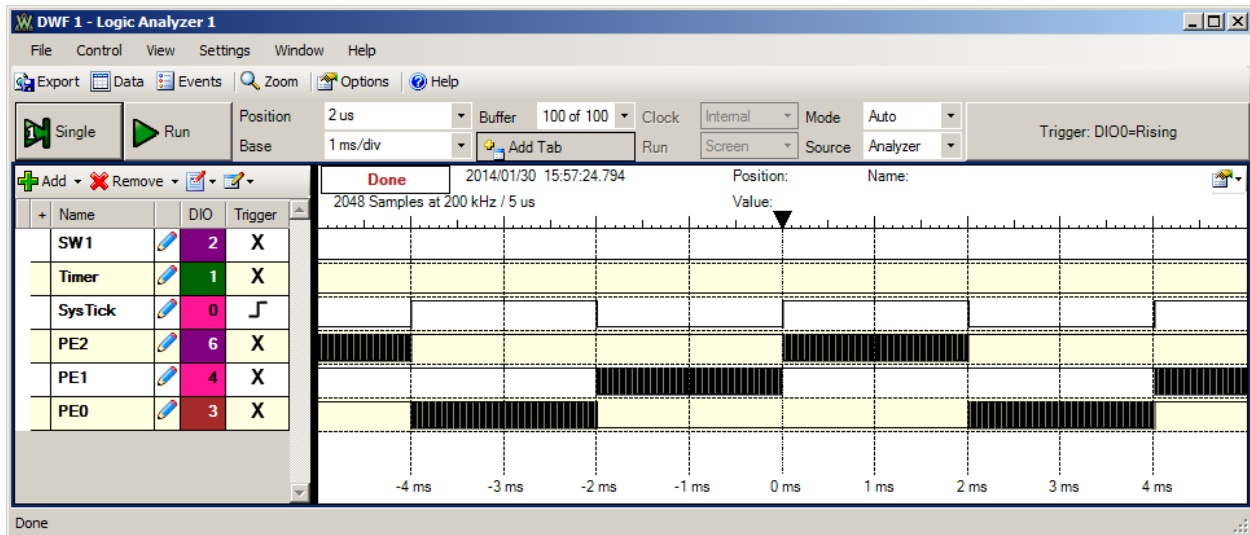 DWF 1 - Logic Analyzer 1
File Control View Settings Window Help
Export Data Events Zoom Options Help
Single Run Position 2 us Buffer 100 of 100 Clock Internal Mode Auto Trigger: DIO0=Rising
Base 1 ms/div Add Tab Run Screen Source Analyzer
Add Remove Done 2014/01/30 15:57:24.794 Position: Name:
2048 Samples at 200 kHz / 5 us Value:
+ Name DIO Trigger
SW1 2 X
Timer 1 X
SysTick 0
PE2 6 X
PE1 4 X
PE0 3 X
-4 ms -3 ms -2 ms -1 ms 0 ms 1 ms 2 ms 3 ms 4 ms
Done